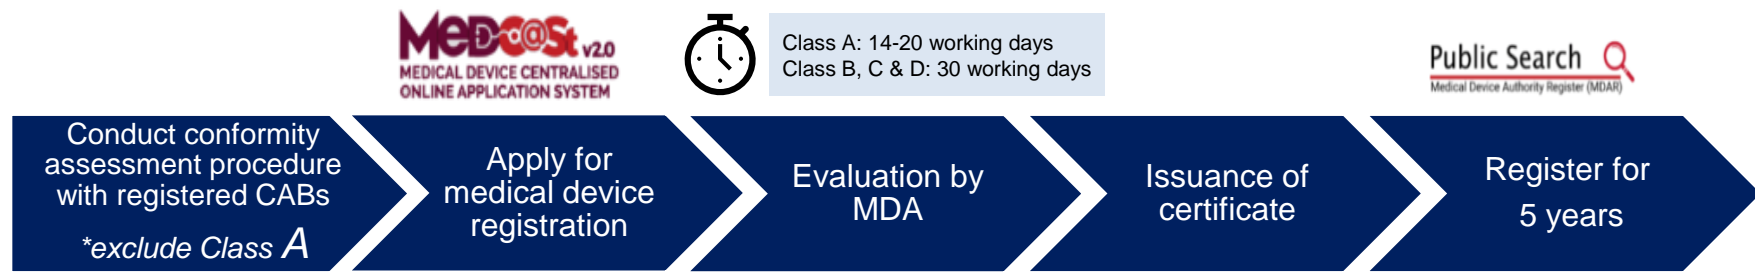 MeDC@St v2.0
MEDICAL DEVICE CENTRALISED
ONLINE APPLICATION SYSTEM
Class A: 14-20 working days
Class B, C & D: 30 working days
Public Search
Medical Device Authority Register (MDAR)
Conduct conformity
assessment procedure
with registered CABs
*exclude Class A
Apply for
medical device
registration
Evaluation by
MDA
Issuance of
certificate
Register for
5 years